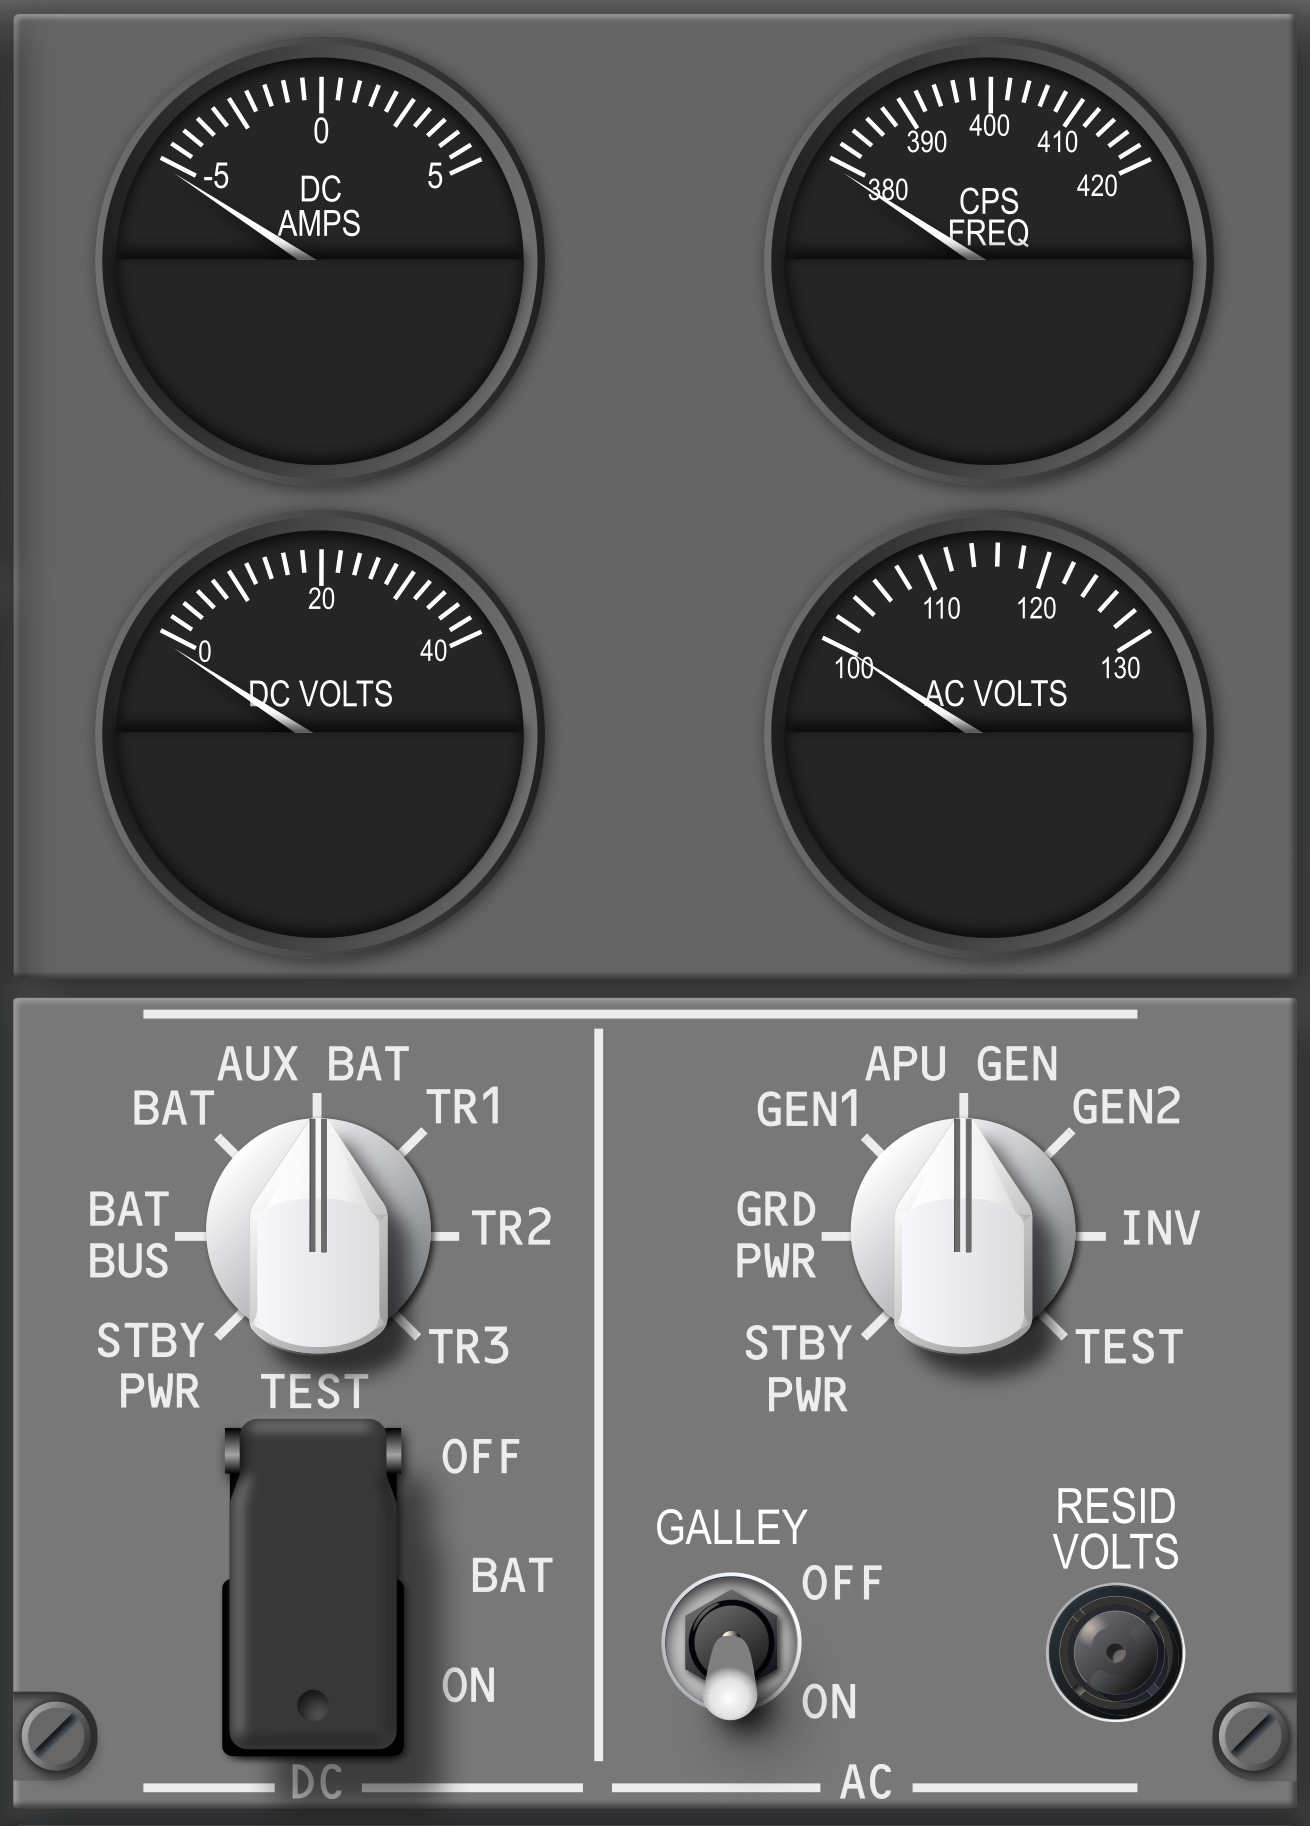 0
-5
5
DC
AMPS
400
390
410
380
420
CPS
FREQ
20
0
40
DC VOLTS
110
120
100
130
AC VOLTS
AUX BAT
BAT
TR1
BAT
BUS
TR2
STBY
PWR
TR3
TEST
OFF
BAT
ON
DC
APU GEN
GEN1
GEN2
GRD
PWR
INV
STBY
PWR
TEST
GALLEY
OFF
ON
RESID
VOLTS
AC